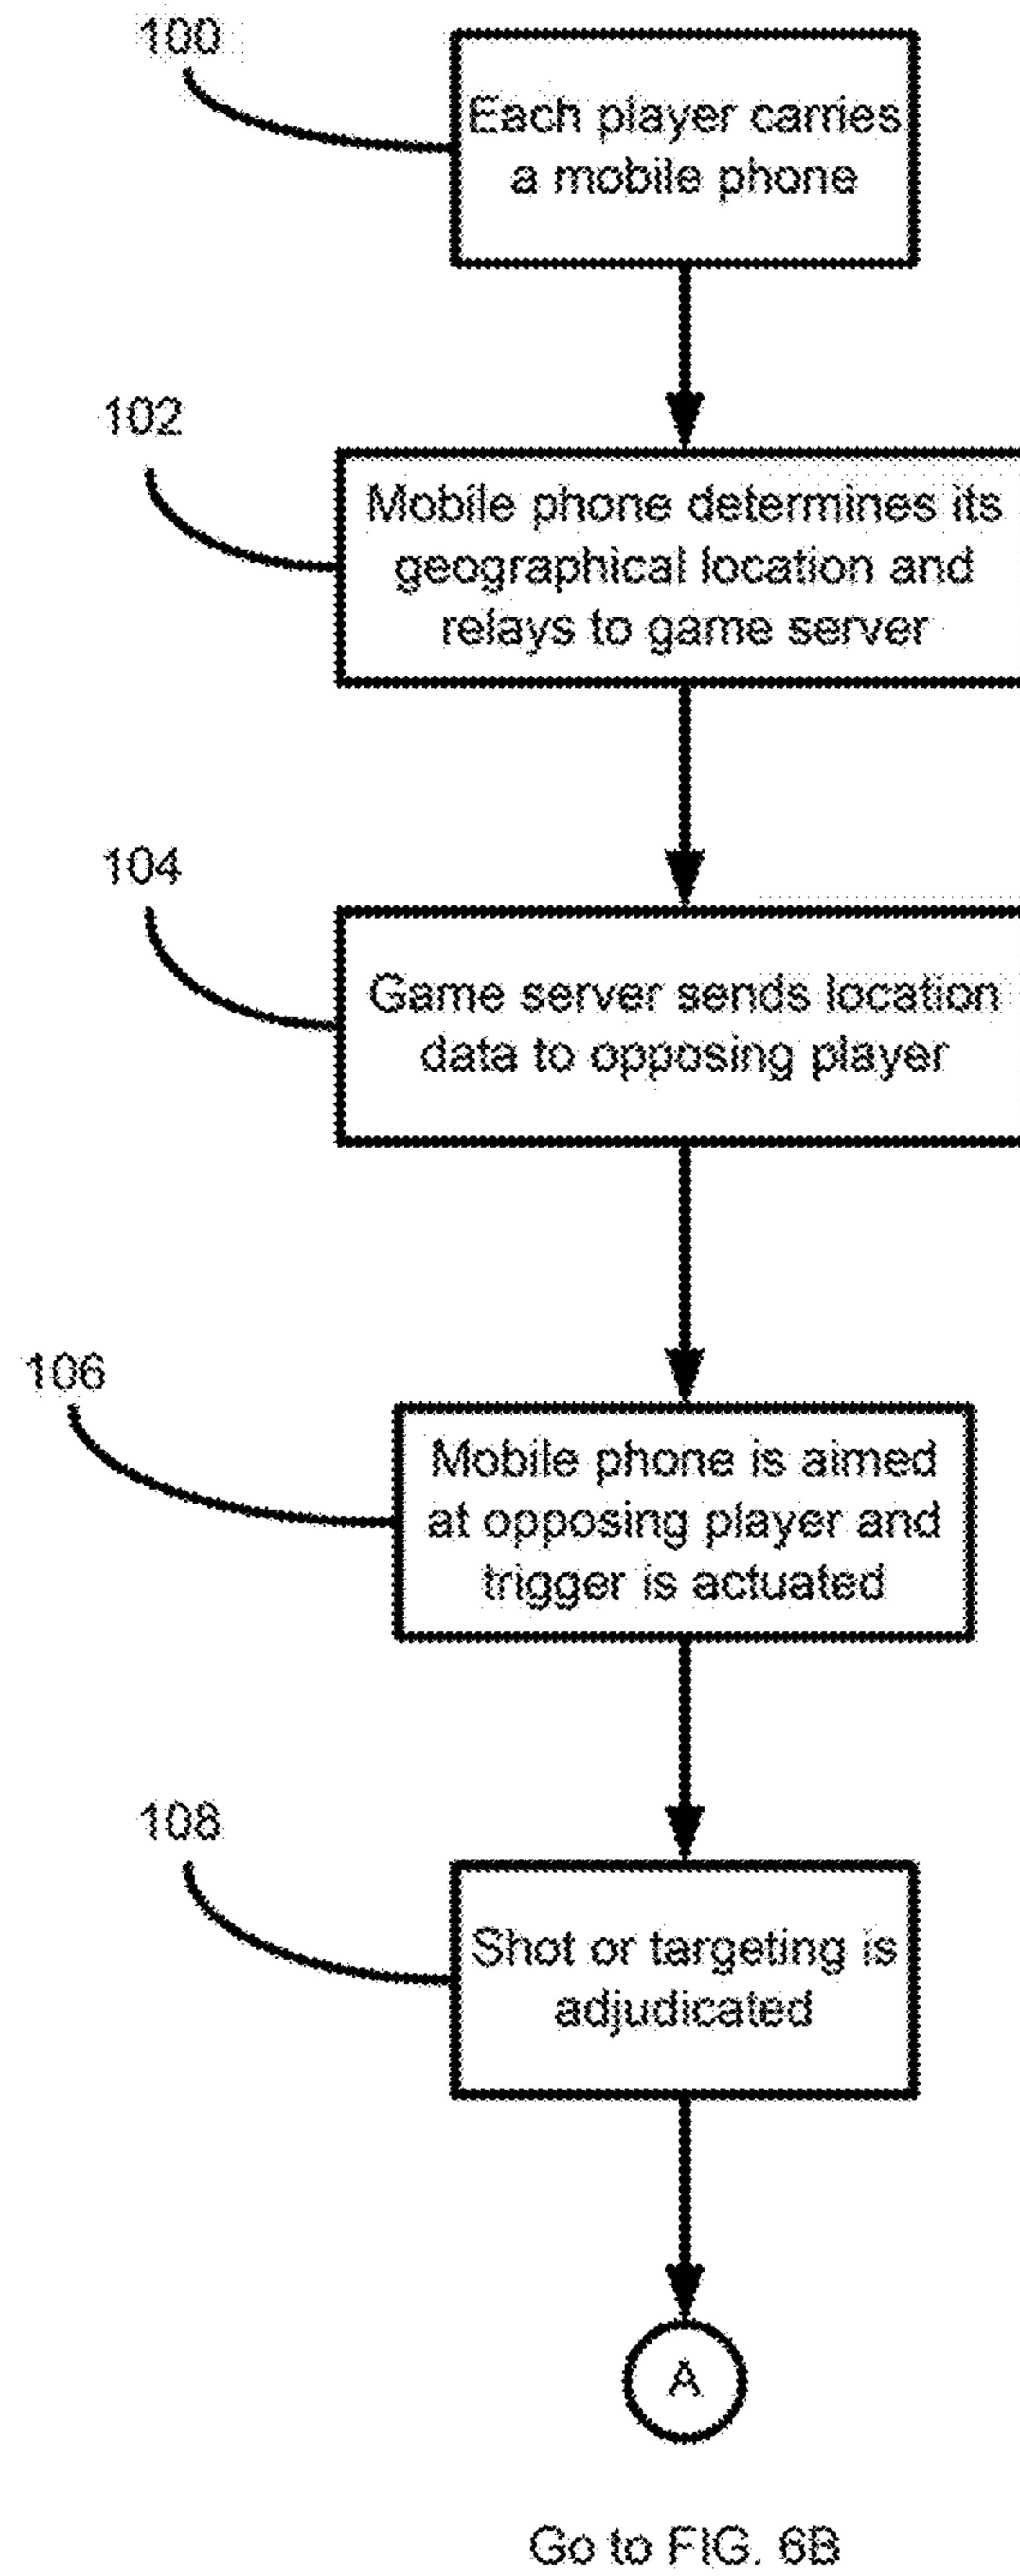 100
Each player carries
a mobile phone
102
Mobile phone determines its
geographical location and
relays to game server
104
Game server sends location
data to opposing player
106
Mobile phone is aimed
at opposing player and
trigger is actuated
108
Shot or targeting is
adjudicated
A
Go to FIG. 6B